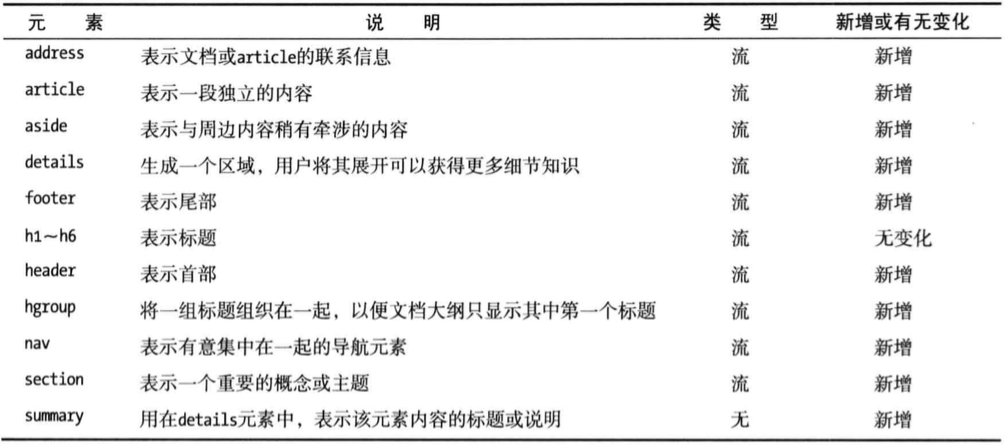 元 素 说 明 类 型 新增或有无变化
address 表示文档或article的联系信息 流 新增
article 表示一段独立的内容 流 新增
aside 表示与周边内容稍有牵涉的内容 流 新增
details 生成一个区域，用户将其展开可以获得更多细节知识 流 新增
footer 表示尾部 流 新增
h1～h6 表示标题 流 无变化
header 表示首部 流 新增
hgroup 将一组标题组织在一起，以便文档大纲只显示其中第一个标题 流 新增
nav 表示有意集中在一起的导航元素 流 新增
section 表示一个重要的概念或主题 流 新增
summary 用在details元素中，表示该元素内容的标题或说明 无 新增